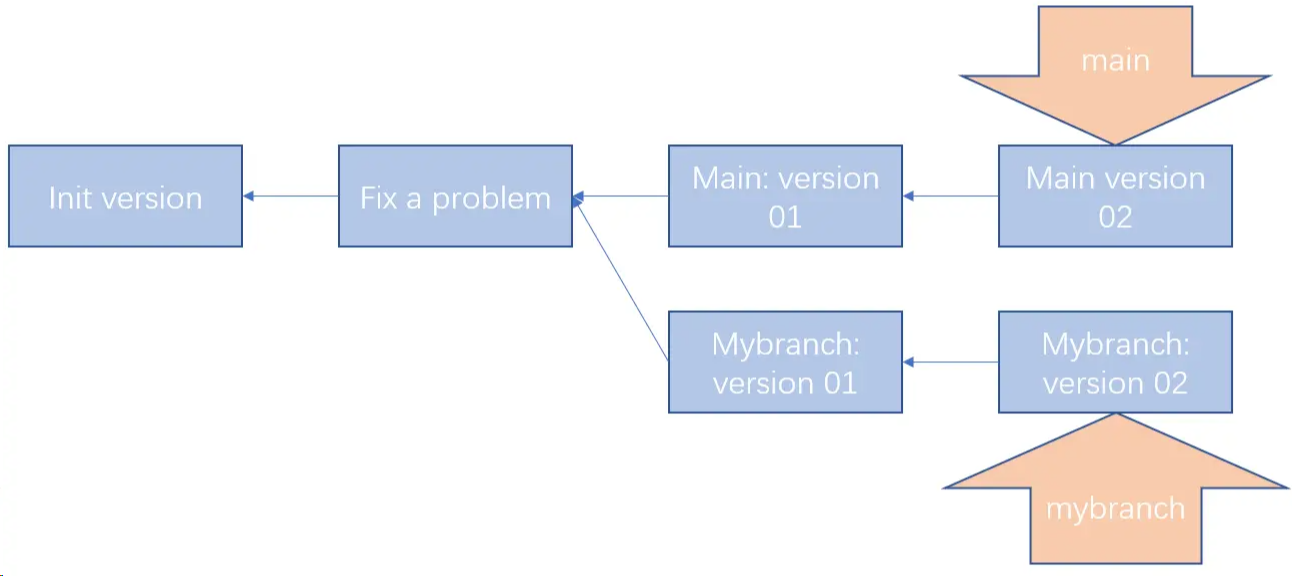 main
Init version
Fix a problem
Main: version
01
Main version
02
Mybranch:
version 01
Mybranch:
version 02
mybranch